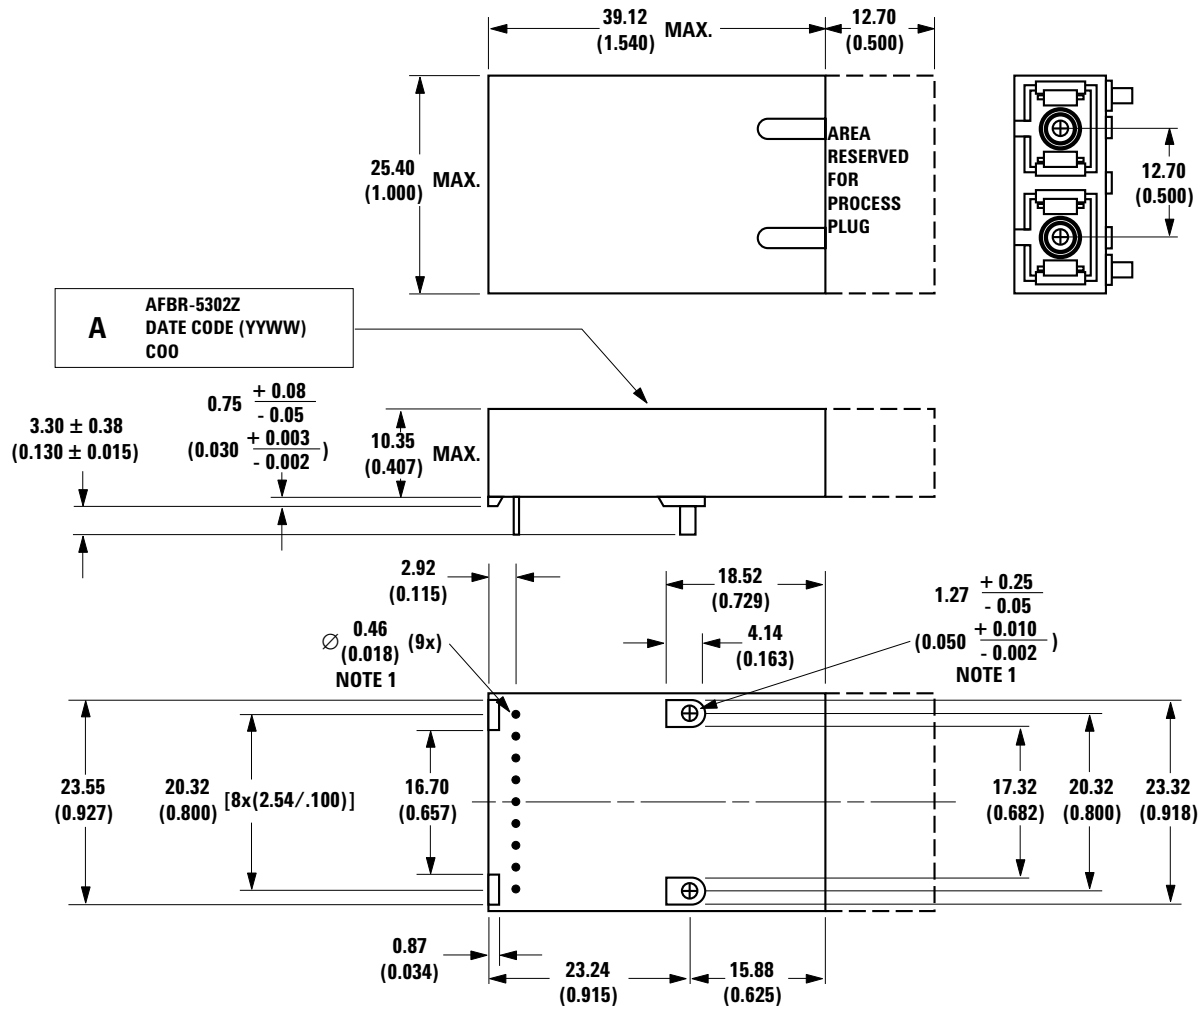 39.12
(1.540)
MAX.
12.70
(0.500)
25.40
(1.000)
MAX.
AREA
RESERVED
FOR
PROCESS
PLUG
12.70
(0.500)
A
AFBR-5302Z
DATE CODE (YYWW)
COO
3.30 ± 0.38
(0.130 ± 0.015)
0.75 + 0.08
- 0.05
(0.030 + 0.003
- 0.002 )
10.35
(0.407)
MAX.
2.92
(0.115)
18.52
(0.729)
4.14
(0.163)
1.27 + 0.25
- 0.05
(0.050 + 0.010
- 0.002 )
NOTE 1
∅ 0.46
(0.018) (9x)
NOTE 1
23.55
(0.927)
20.32
(0.800)
[8x(2.54/.100)]
16.70
(0.657)
17.32
(0.682)
20.32
(0.800)
23.32
(0.918)
0.87
(0.034)
23.24
(0.915)
15.88
(0.625)